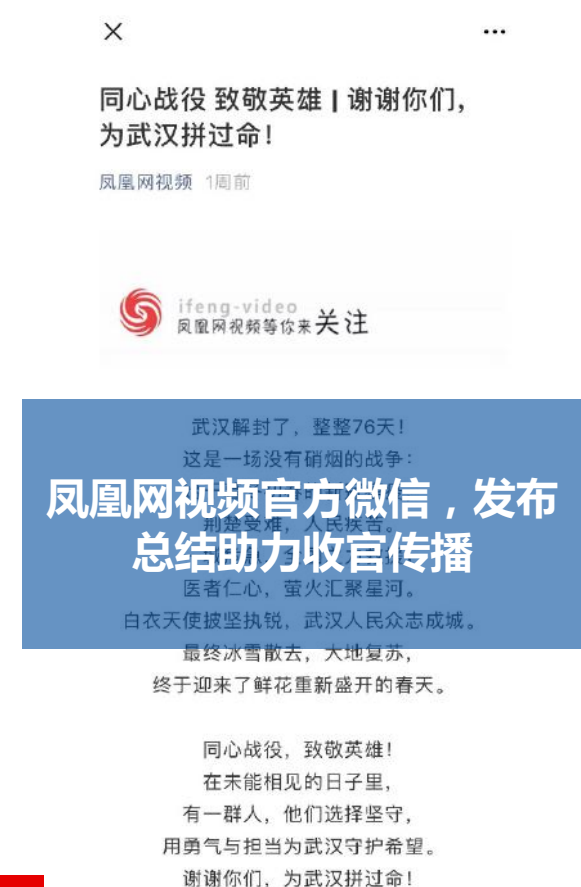 同心战役 致敬英雄 | 谢谢你们,
为武汉拼过命！
凤凰网视频 1周前
ifeng-video
凤凰网视频等你来关注
武汉解封了，整整76天！
这是一场没有硝烟的战争：
凤凰网视频官方微信，发布
荆楚受难，人民疾苦。
总结助力收官传播
医者仁心，萤火汇聚星河。
白衣天使披坚执锐，武汉人民众志成城。
最终冰雪散去，大地复苏，
终于迎来了鲜花重新盛开的春天。
同心战役，致敬英雄！
在未能相见的日子里，
有一群人，他们选择坚守，
用勇气与担当为武汉守护希望。
谢谢你们，为武汉拼过命！